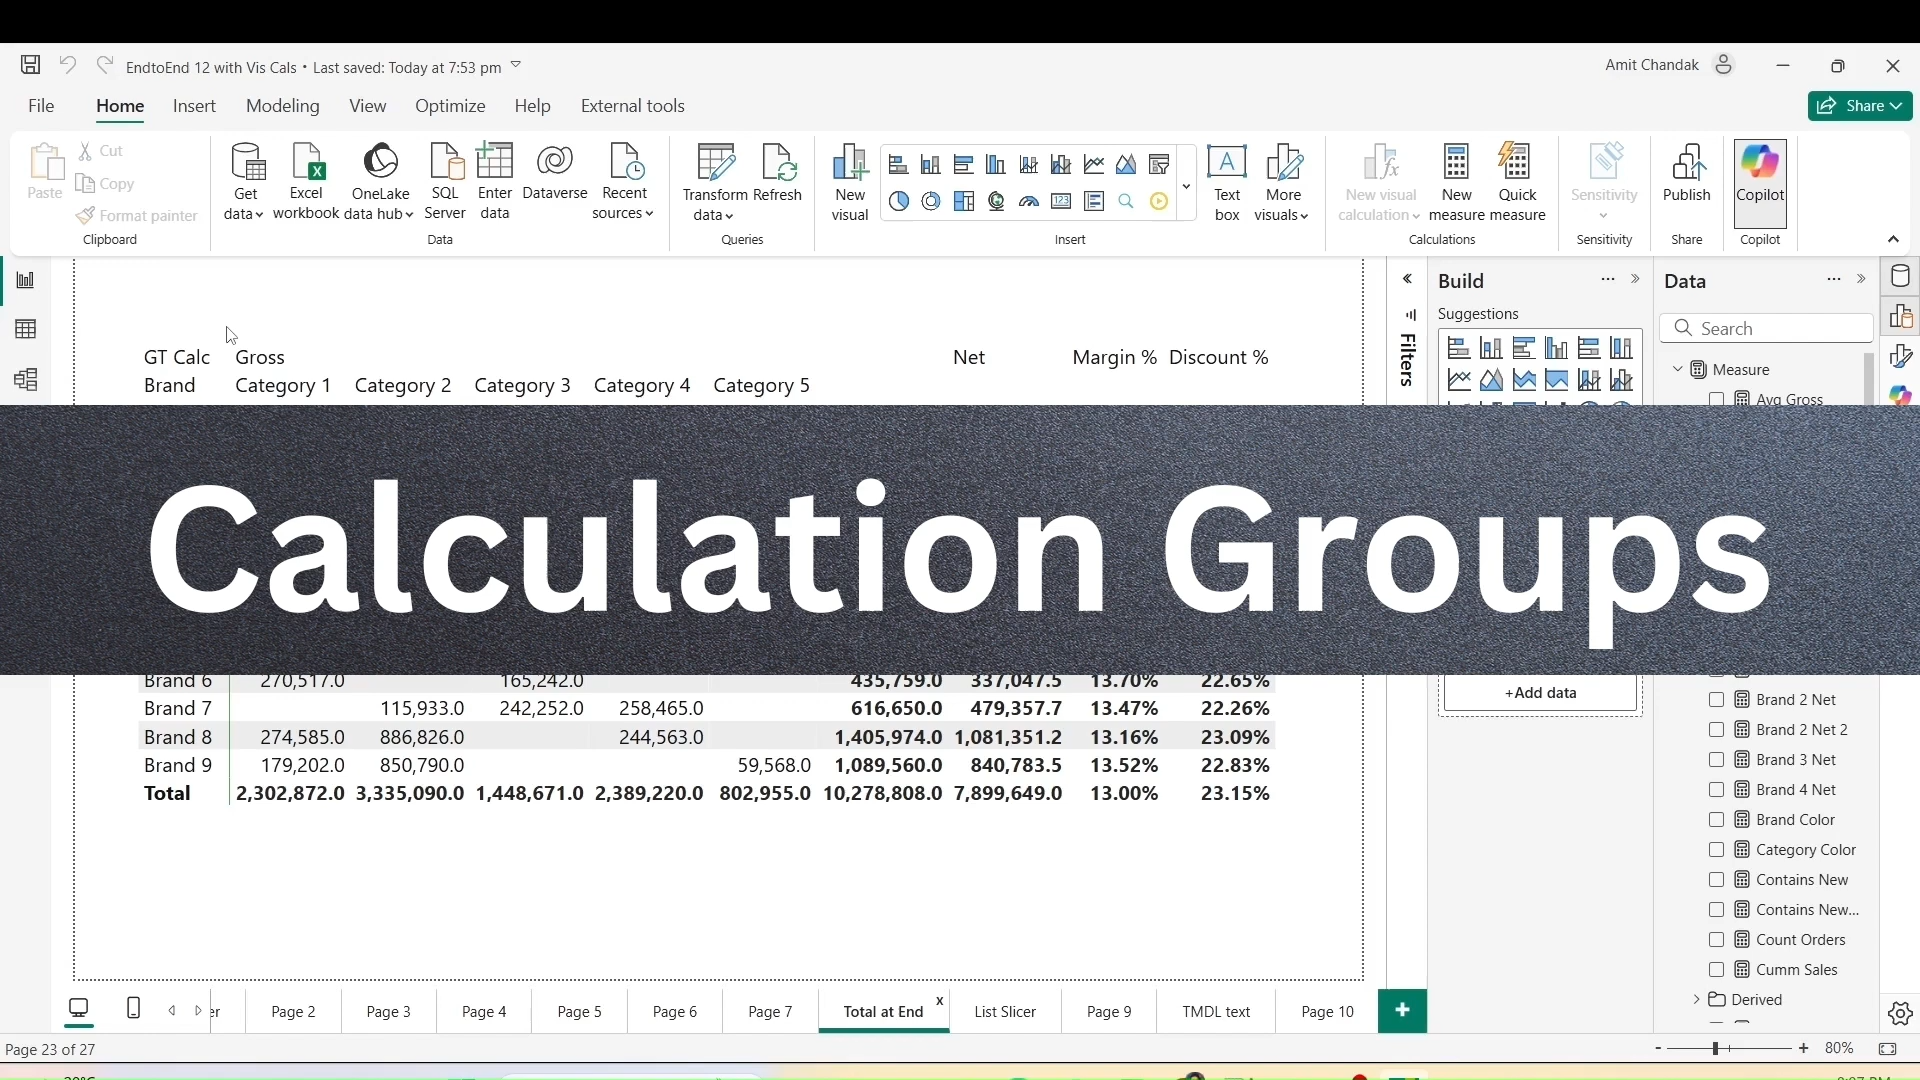 EndtoEnd 12 with Vis Cals • Last saved: Today at 7:53 pm
Amit Chandak
File Home Insert Modeling View Optimize Help External tools
Share
Paste
Cut
Copy
Format painter
Clipboard
Get data
Excel workbook
OneLake data hub
SQL Server
Enter data
Dataverse
Recent sources
Data
Transform data
Refresh
Queries
New visual
Text box
More visuals
Insert
New visual calculation
New measure
Quick measure
Calculations
Sensitivity
Sensitivity
Publish
Share
Copilot
Copilot
GT Calc Gross Net Margin % Discount %
Brand Category 1 Category 2 Category 3 Category 4 Category 5
Calculation Groups
Brand 6 270,517.0 165,242.0 435,759.0 337,047.5 13.70% 22.65%
Brand 7 115,933.0 242,252.0 258,465.0 616,650.0 479,357.7 13.47% 22.26%
Brand 8 274,585.0 886,826.0 244,563.0 1,405,974.0 1,081,351.2 13.16% 23.09%
Brand 9 179,202.0 850,790.0 59,568.0 1,089,560.0 840,783.5 13.52% 22.83%
Total 2,302,872.0 3,335,090.0 1,448,671.0 2,389,220.0 802,955.0 10,278,808.0 7,899,649.0 13.00% 23.15%
Filters
Build
Suggestions
+Add data
Data
Search
Measure
Avg Gross
Brand 2 Net
Brand 2 Net 2
Brand 3 Net
Brand 4 Net
Brand Color
Category Color
Contains New
Contains New...
Count Orders
Cumm Sales
Derived
er Page 2 Page 3 Page 4 Page 5 Page 6 Page 7 Total at End x List Slicer Page 9 TMDL text Page 10 +
Page 23 of 27
- + 80%